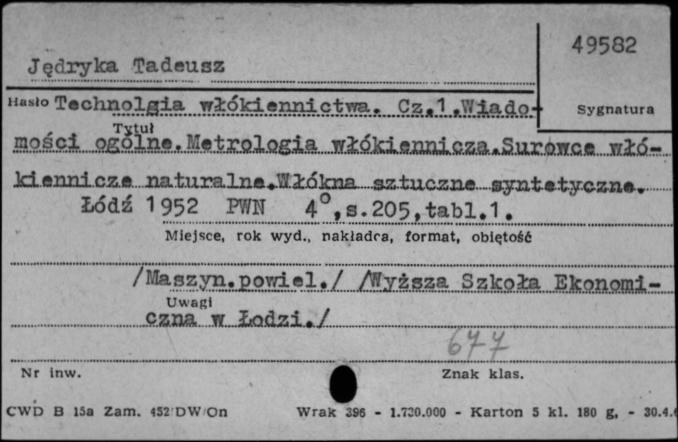 49582
Jędryka Tadeusz
Hasło Technolgia włókiennictwa. Cz.1.Wiado-
Sygnatura
Tytuł
mości ogólne.Metrologia włókiennicza.Surowce włó-
kiennicze naturalne.Włókna sztuczne syntetyczne.
Łódź 1952 PWN 4°,s.205,tabl.1.
Miejsce, rok wyd., nakładca, format, objętość
/Maszyn.powiel./ /Wyższa Szkoła Ekonomi-
Uwagi
czna w Łodzi./
677
Nr inw.
Znak klas.
CWD B 15a Zam. 452/DW/On Wrak 396 - 1.730.000 - Karton 5 kl. 180 g, - 30.4.